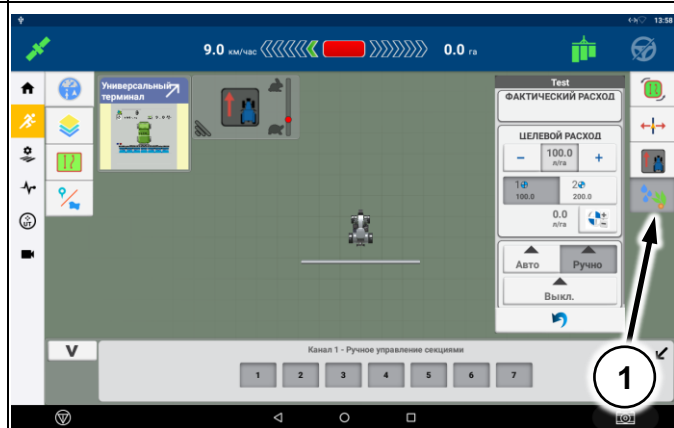 13:58
9.0 км/час
0.0 га
Универсальный
терминал
Test
ФАКТИЧЕСКИЙ РАСХОД
ЦЕЛЕВОЙ РАСХОД
- 100.0 +
л/га
1 2
100.0 200.0
0.0
л/га
Авто Ручно
Выкл.
UT
V
Канал 1 - Ручное управление секциями
1 2 3 4 5 6 7
1